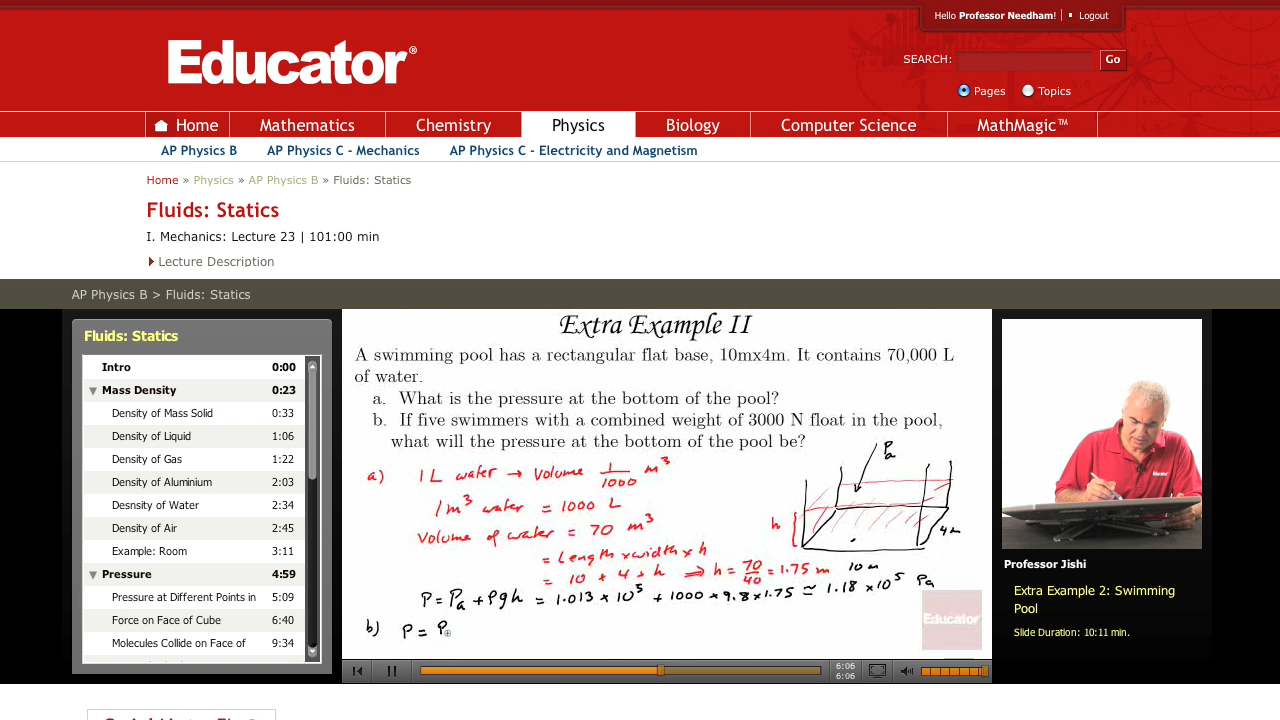 Hello Professor Needham! Logout
Educator®
SEARCH: Go
Pages Topics
Home Mathematics Chemistry Physics Biology Computer Science MathMagic™
AP Physics B AP Physics C - Mechanics AP Physics C - Electricity and Magnetism
Home » Physics » AP Physics B » Fluids: Statics
Fluids: Statics
I. Mechanics: Lecture 23 | 101:00 min
Lecture Description
AP Physics B > Fluids: Statics
Fluids: Statics
Intro 0:00
Mass Density 0:23
Density of Mass Solid 0:33
Density of Liquid 1:06
Density of Gas 1:22
Density of Aluminium 2:03
Desnsity of Water 2:34
Density of Air 2:45
Example: Room 3:11
Pressure 4:59
Pressure at Different Points in 5:09
Force on Face of Cube 6:40
Molecules Collide on Face of 9:34
Extra Example II
A swimming pool has a rectangular flat base, 10mx4m. It contains 70,000 L
of water.
a. What is the pressure at the bottom of the pool?
b. If five swimmers with a combined weight of 3000 N float in the pool,
what will the pressure at the bottom of the pool be?
a) 1 L water → volume 1/1000 m³
1m³ water = 1000 L
Volume of water = 70 m³
= Length x width x h
= 10 * 4 * h ⇒ h = 70/40 = 1.75 m
P = Pa + ρgh = 1.013 * 10⁵ + 1000 * 9.8 * 1.75 ≃ 1.18 * 10⁵ Pa
b) P = P
Pa
h
4m
10 m
Educator
6:06
6:06
Educator
Professor Jishi
Extra Example 2: Swimming
Pool
Slide Duration: 10:11 min.